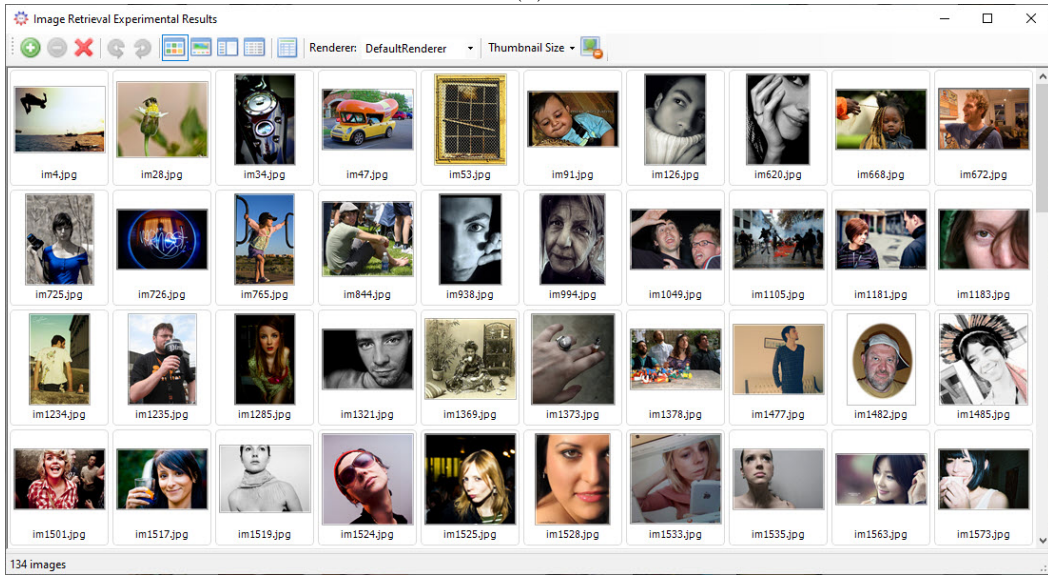 Image Retrieval Experimental Results
Renderer: DefaultRenderer Thumbnail Size
im4.jpg im28.jpg im34.jpg im47.jpg im53.jpg im91.jpg im126.jpg im620.jpg im668.jpg im672.jpg
im725.jpg im726.jpg im765.jpg im844.jpg im938.jpg im994.jpg im1049.jpg im1105.jpg im1181.jpg im1183.jpg
im1234.jpg im1235.jpg im1285.jpg im1321.jpg im1369.jpg im1373.jpg im1378.jpg im1477.jpg im1482.jpg im1485.jpg
im1501.jpg im1517.jpg im1519.jpg im1524.jpg im1525.jpg im1528.jpg im1533.jpg im1535.jpg im1563.jpg im1573.jpg
134 images